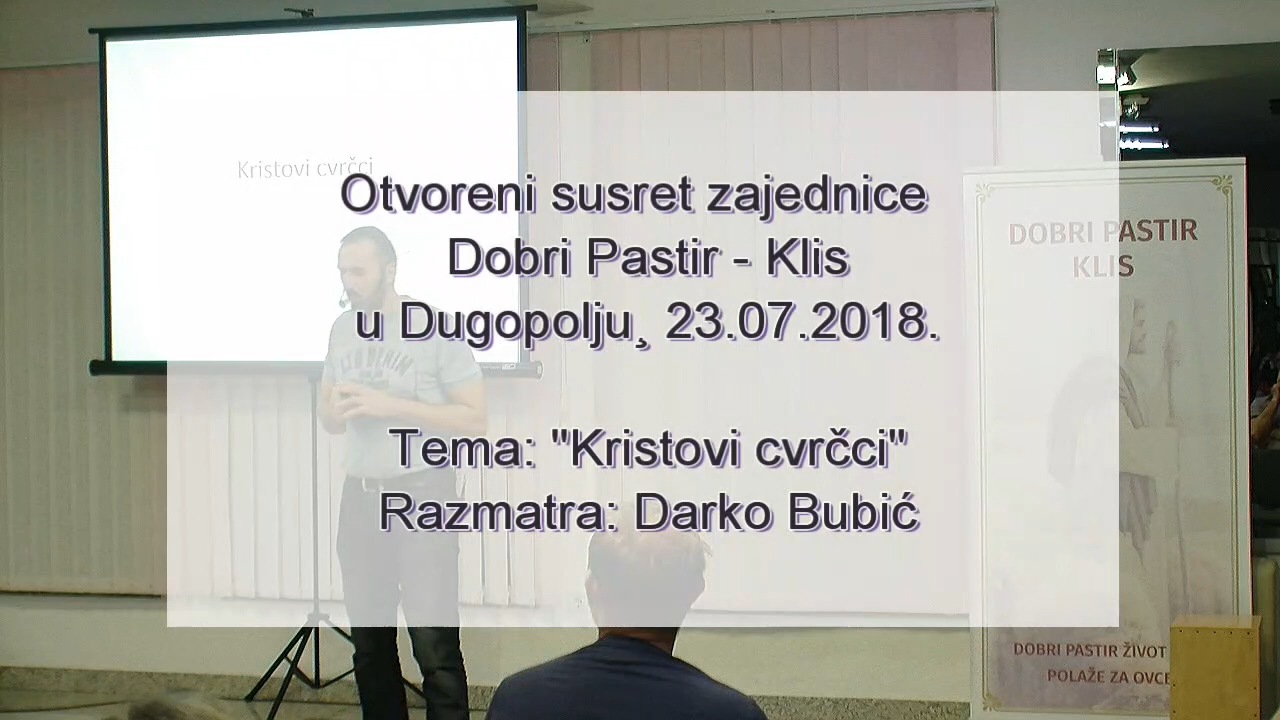 Kristovi cvrčci
Otvoreni susret zajednice
Dobri Pastir - Klis
u Dugopolju¸ 23.07.2018.
Tema: "Kristovi cvrčci"
Razmatra: Darko Bubić
DOBRI PASTIR
KLIS
DOBRI PASTIR ŽIVOT
POLAŽE ZA OVCE